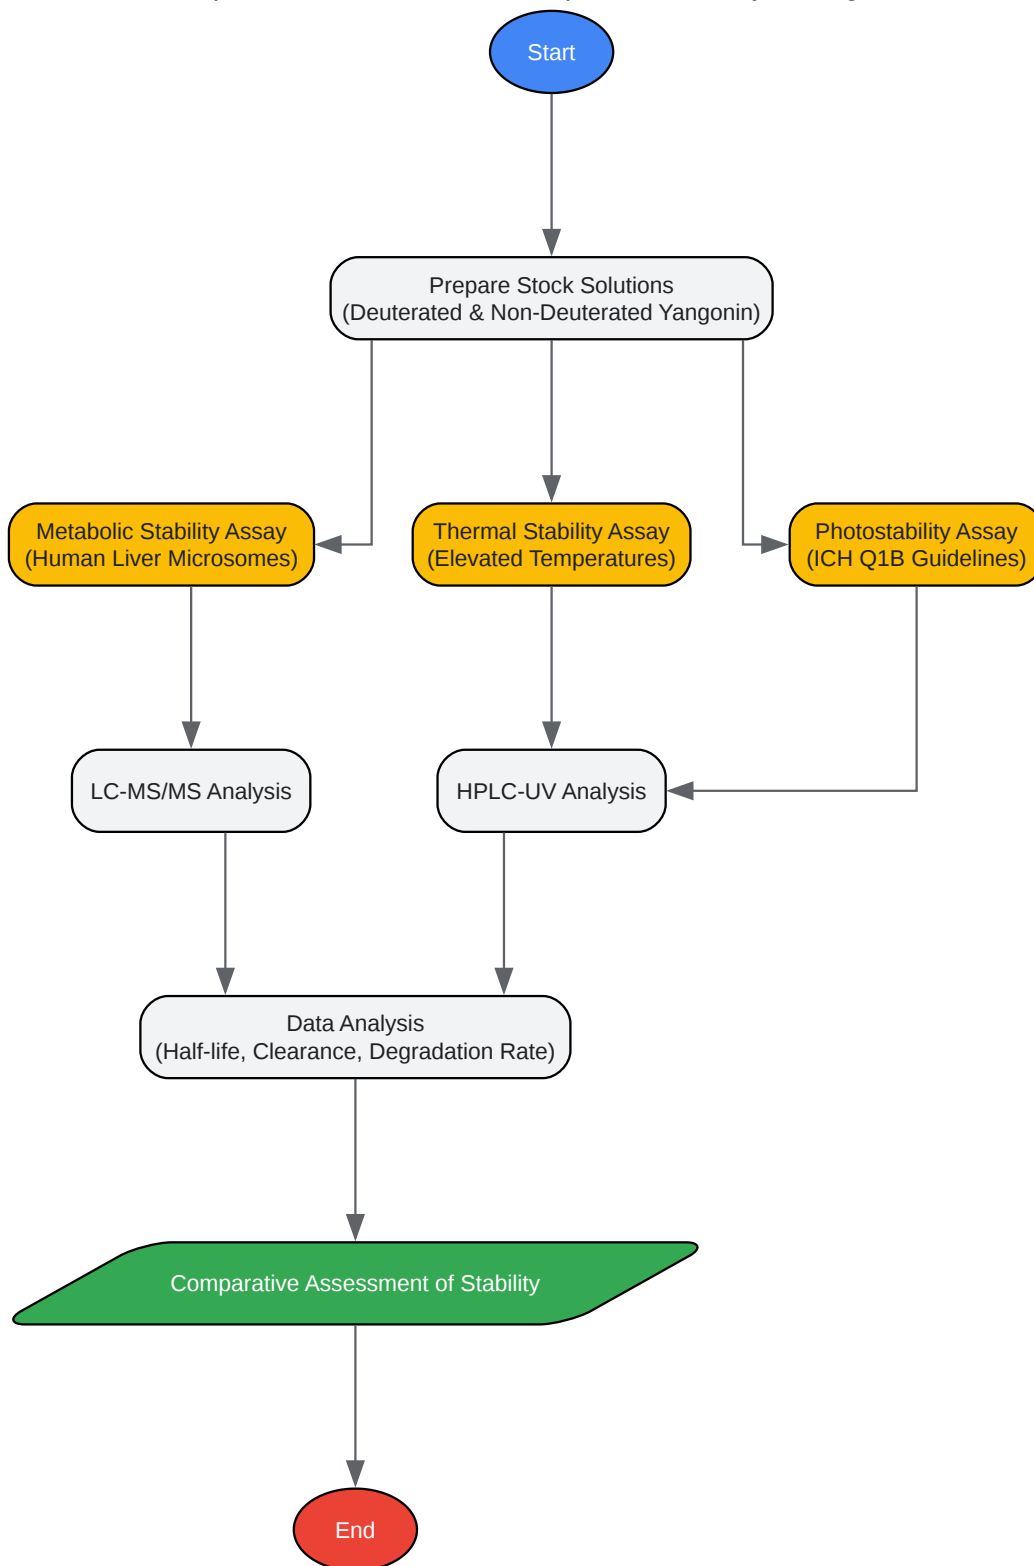 Start
Prepare Stock Solutions
(Deuterated & Non-Deuterated Yangonin)
Metabolic Stability Assay
(Human Liver Microsomes)
Thermal Stability Assay
(Elevated Temperatures)
Photostability Assay
(ICH Q1B Guidelines)
LC-MS/MS Analysis
HPLC-UV Analysis
Data Analysis
(Half-life, Clearance, Degradation Rate)
Comparative Assessment of Stability
End